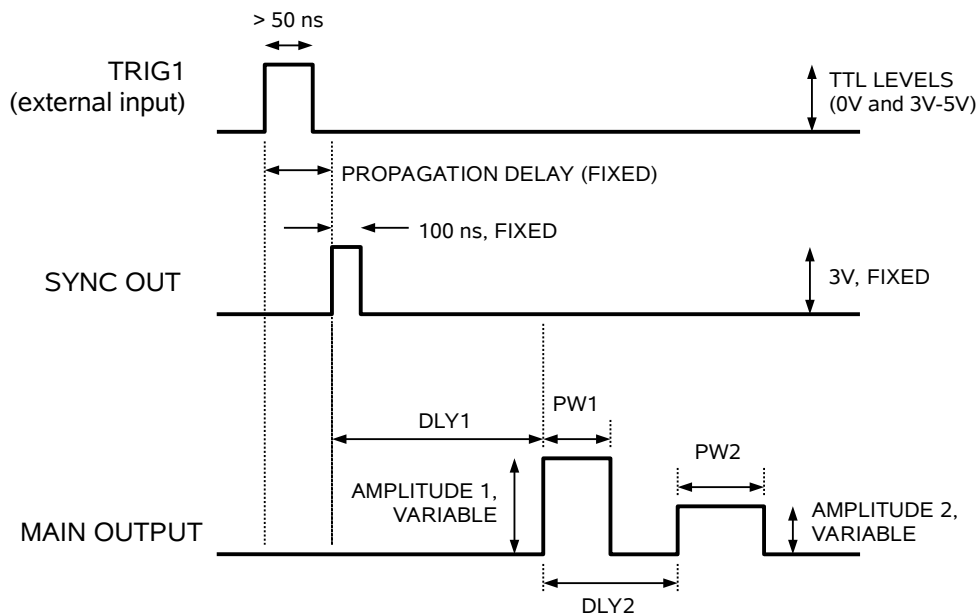 > 50 ns
TRIG1
(external input)
TTL LEVELS
(0V and 3V-5V)
PROPAGATION DELAY (FIXED)
100 ns, FIXED
SYNC OUT
3V, FIXED
DLY1
PW1
PW2
AMPLITUDE 1,
VARIABLE
AMPLITUDE 2,
VARIABLE
MAIN OUTPUT
DLY2